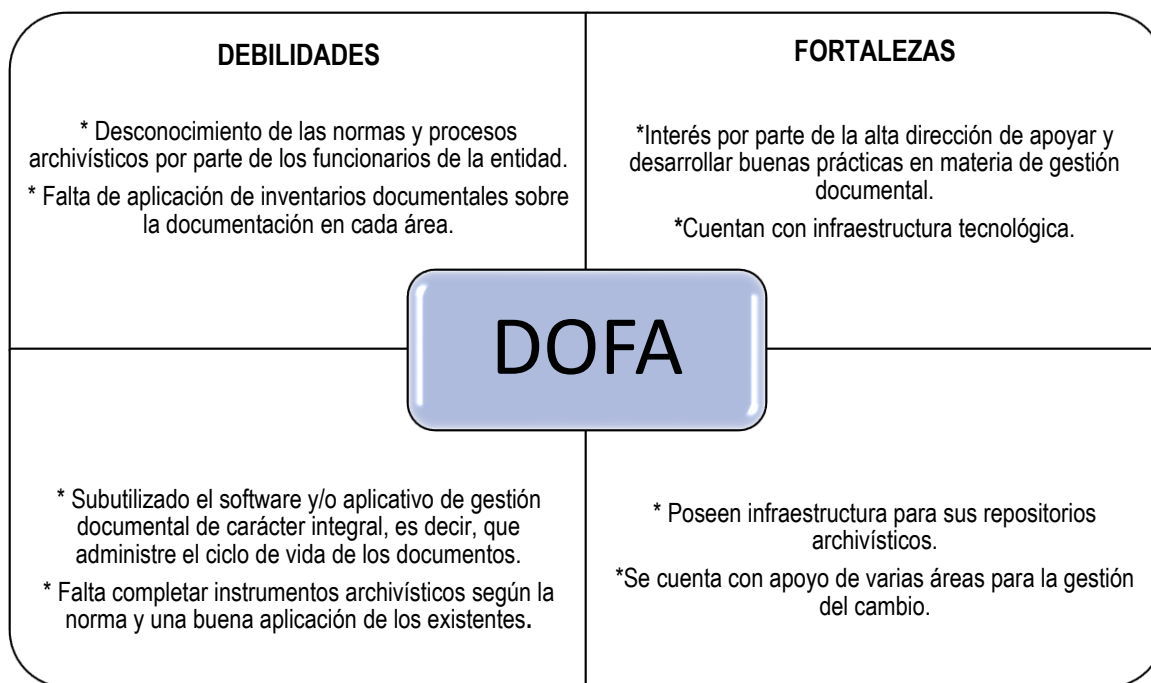 DEBILIDADES
* Desconocimiento de las normas y procesos
archivísticos por parte de los funcionarios de la entidad.
* Falta de aplicación de inventarios documentales sobre
la documentación en cada área.
FORTALEZAS
*Interés por parte de la alta dirección de apoyar y
desarrollar buenas prácticas en materia de gestión
documental.
*Cuentan con infraestructura tecnológica.
DOFA
* Subutilizado el software y/o aplicativo de gestión
documental de carácter integral, es decir, que
administre el ciclo de vida de los documentos.
* Falta completar instrumentos archivísticos según la
norma y una buena aplicación de los existentes.
* Poseen infraestructura para sus repositorios
archivísticos.
*Se cuenta con apoyo de varias áreas para la gestión
del cambio.